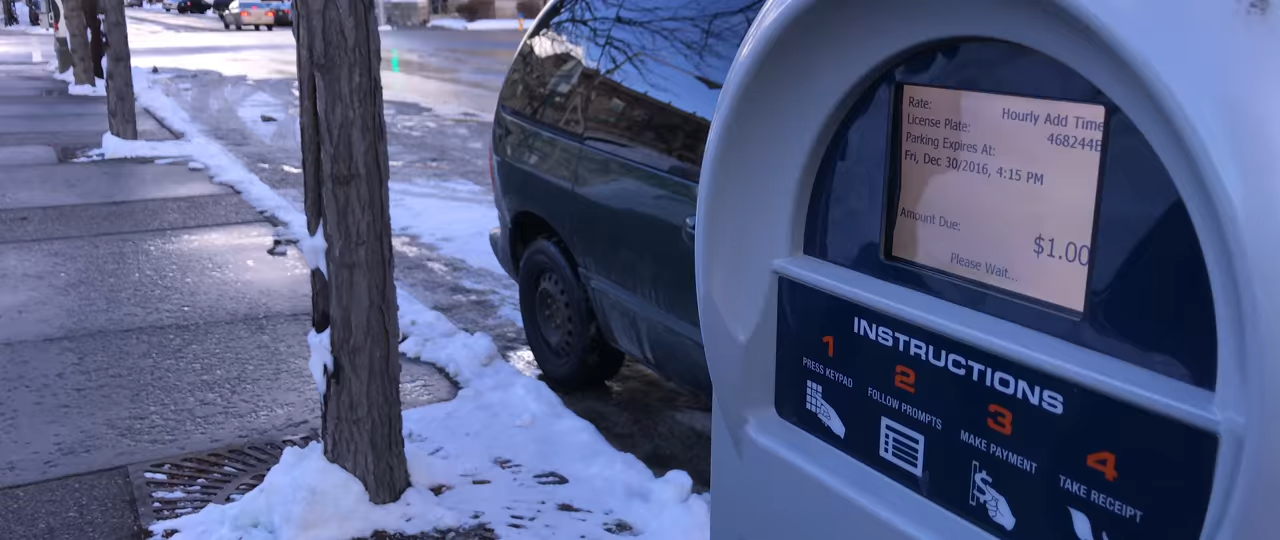 Rate: Hourly Add Time
License Plate: 468244E
Parking Expires At:
Fri, Dec 30/2016, 4:15 PM
Amount Due:
$1.00
Please Wait...
INSTRUCTIONS
1
PRESS KEYPAD
2
FOLLOW PROMPTS
3
MAKE PAYMENT
4
TAKE RECEIPT